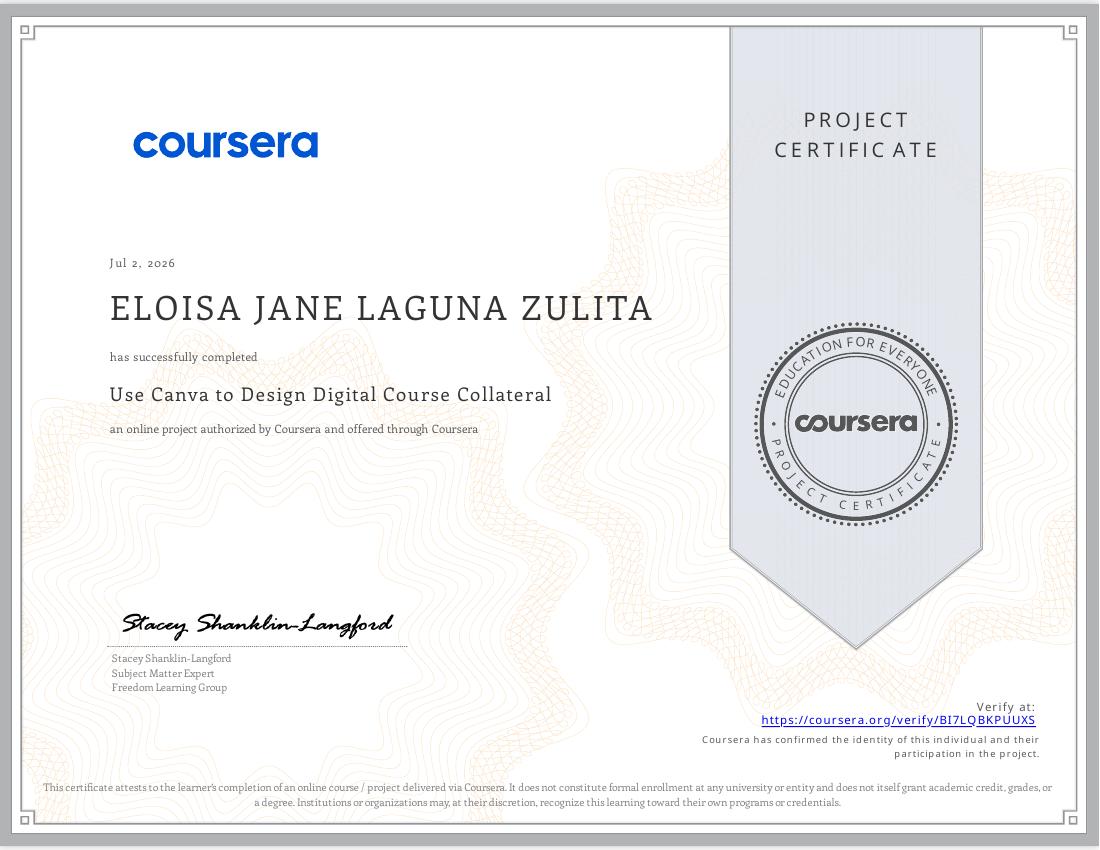 coursera
PROJECT
CERTIFICATE
Jul 2, 2026
ELOISA JANE LAGUNA ZULITA
has successfully completed
Use Canva to Design Digital Course Collateral
an online project authorized by Coursera and offered through Coursera
EDUCATION FOR EVERYONE
coursera
PROJECT CERTIFICATE
Stacey Shanklin-Langford
Stacey Shanklin-Langford
Subject Matter Expert
Freedom Learning Group
Verify at:
https://coursera.org/verify/BI7LQBKPUUXS
Coursera has confirmed the identity of this individual and their
participation in the project.
This certificate attests to the learner's completion of an online course / project delivered via Coursera. It does not constitute formal enrollment at any university or entity and does not itself grant academic credit, grades, or
a degree. Institutions or organizations may, at their discretion, recognize this learning toward their own programs or credentials.